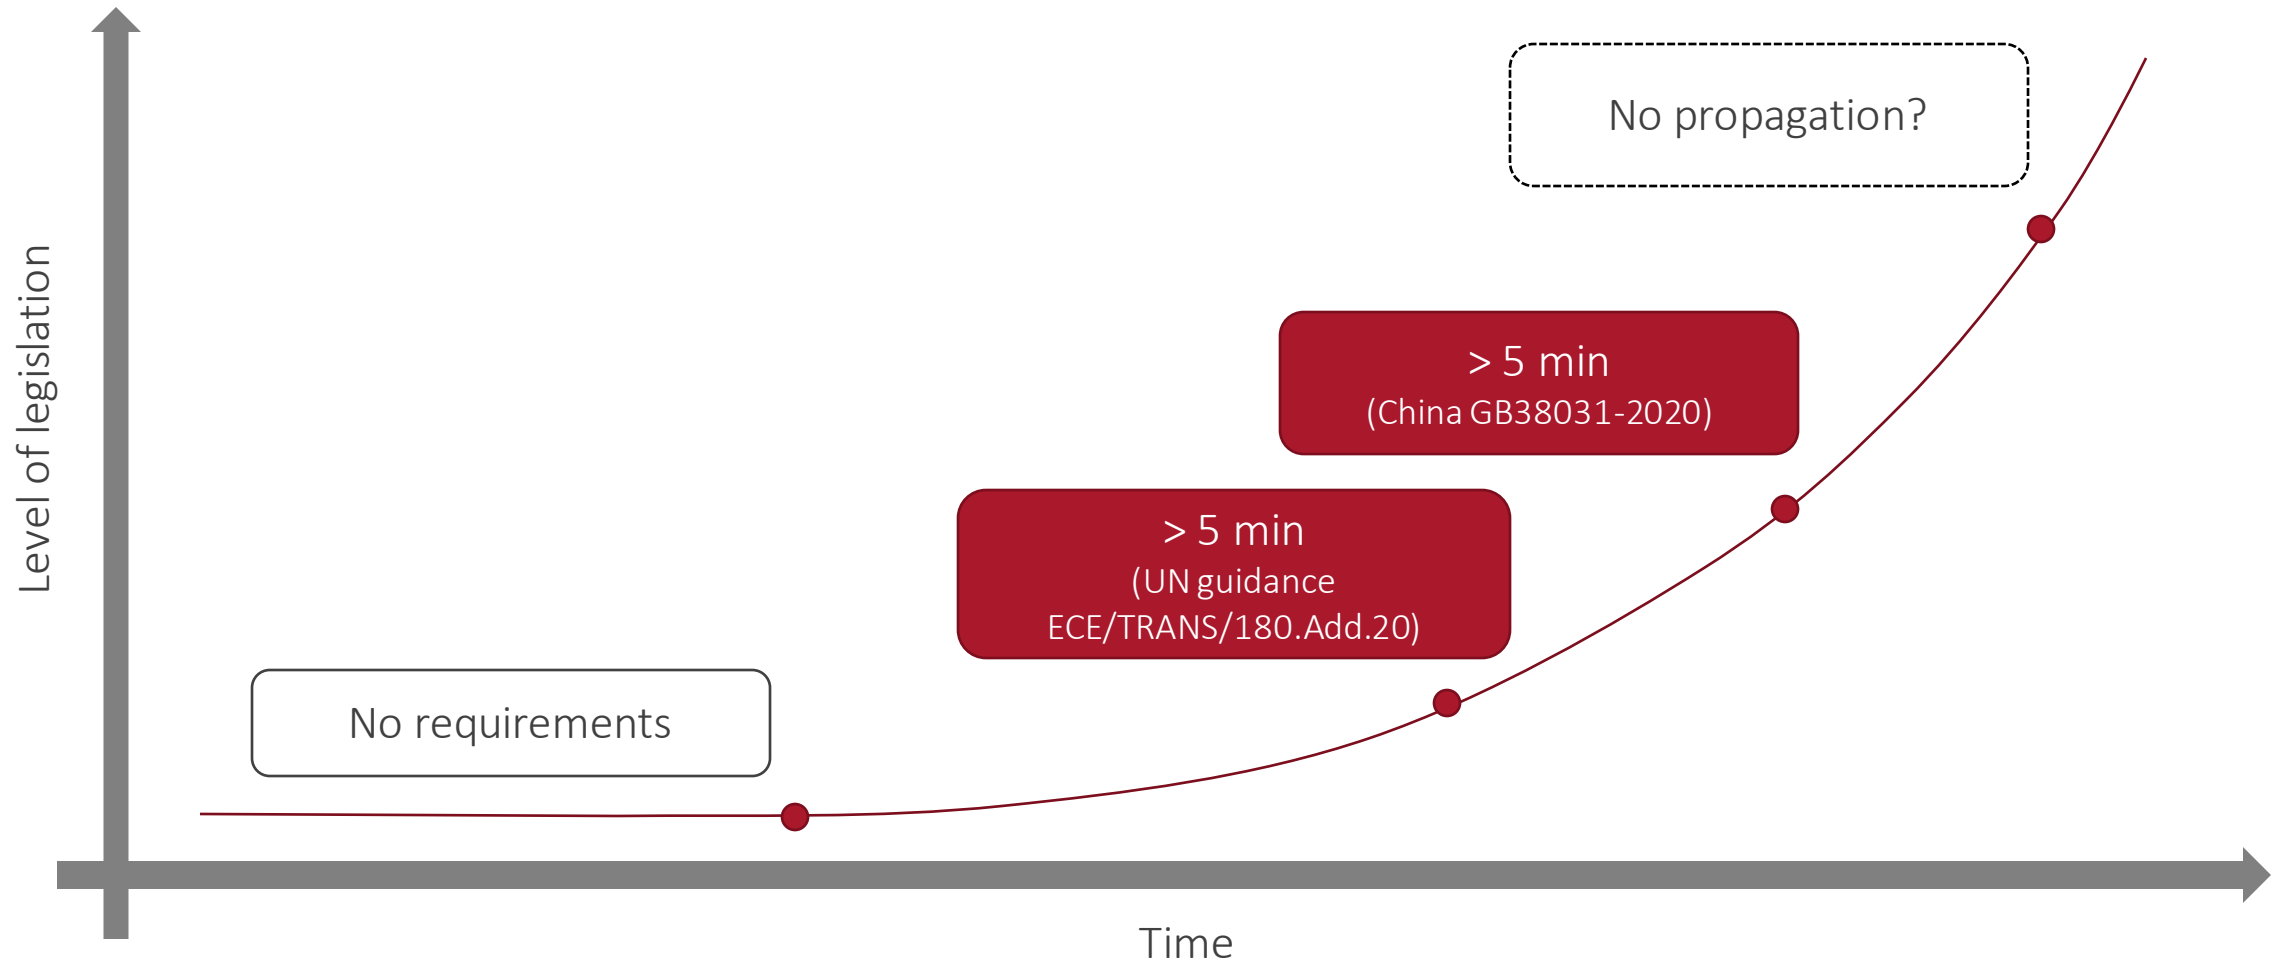 No propagation?
> 5 min
(China GB38031-2020)
> 5 min
(UN guidance
ECE/TRANS/180.Add.20)
No requirements
Level of legislation
Time